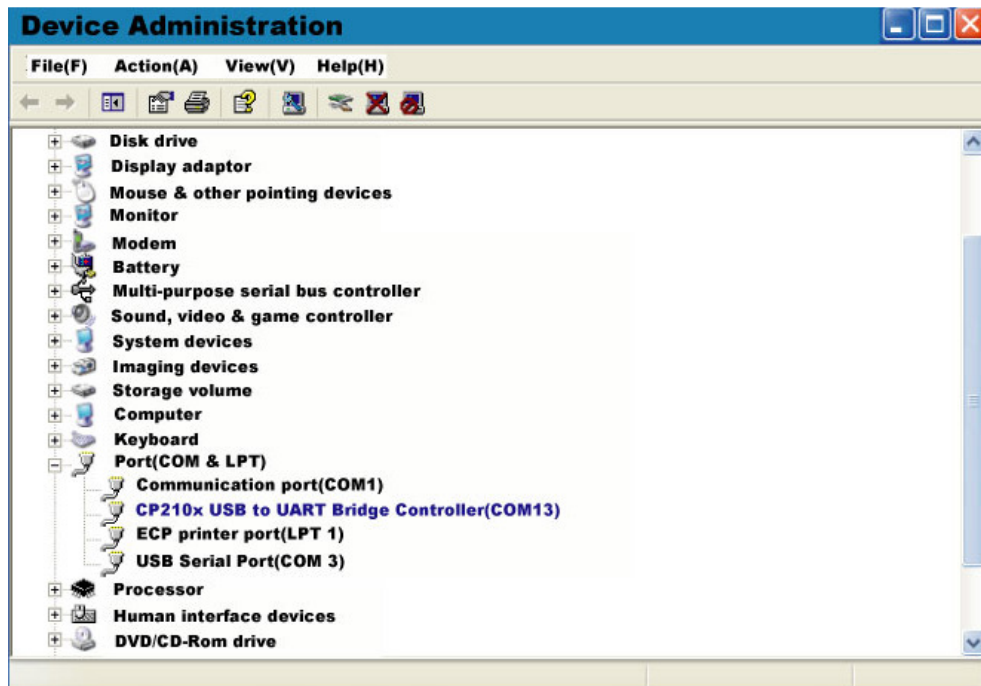 Device Administration
File(F) Action(A) View(V) Help(H)
Disk drive
Display adaptor
Mouse & other pointing devices
Monitor
Modem
Battery
Multi-purpose serial bus controller
Sound, video & game controller
System devices
Imaging devices
Storage volume
Computer
Keyboard
Port(COM & LPT)
Communication port(COM1)
CP210x USB to UART Bridge Controller(COM13)
ECP printer port(LPT 1)
USB Serial Port(COM 3)
Processor
Human interface devices
DVD/CD-Rom drive